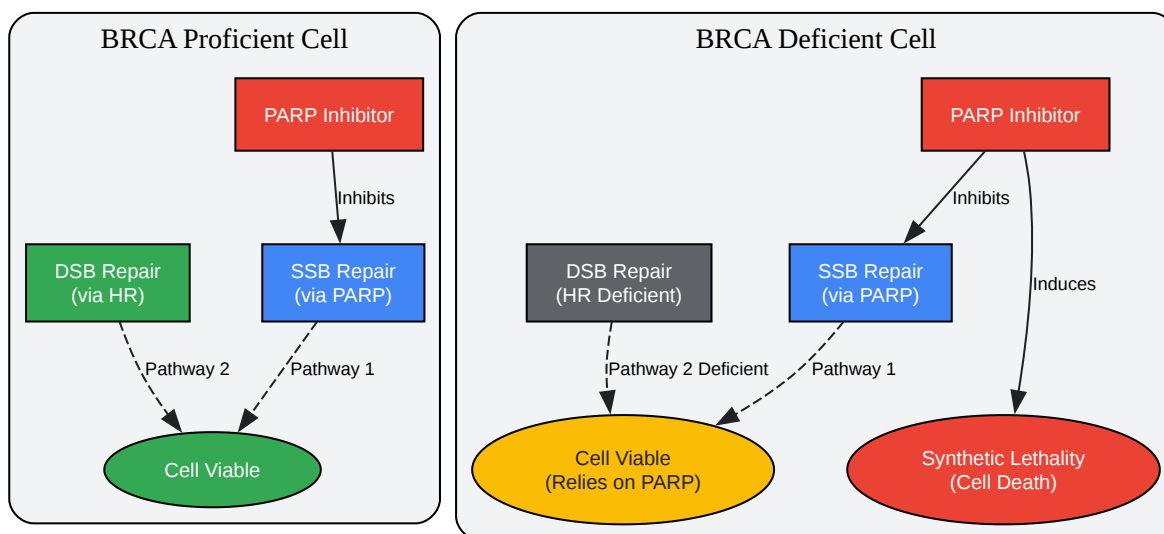 BRCA Proficient Cell
PARP Inhibitor
Inhibits
DSB Repair
(via HR)
SSB Repair
(via PARP)
Pathway 2
Pathway 1
Cell Viable
BRCA Deficient Cell
PARP Inhibitor
Inhibits
DSB Repair
(HR Deficient)
SSB Repair
(via PARP)
Induces
Pathway 2 Deficient
Pathway 1
Cell Viable
(Relies on PARP)
Synthetic Lethality
(Cell Death)